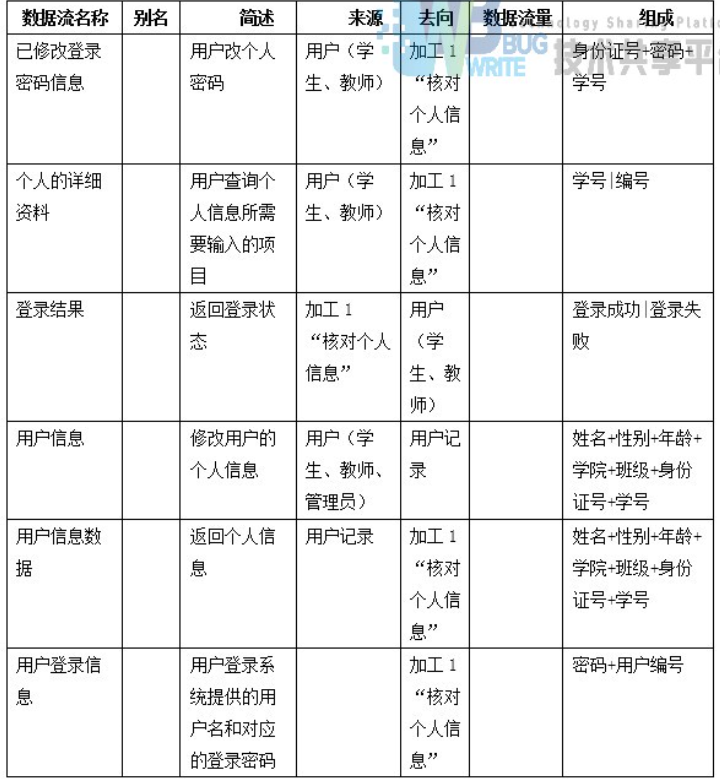 数据流名称 别名 简述 来源 去向 数据流量 组成
已修改登录 用户改个人 用户（学 加工 1 身份证号+密码+
密码信息 密码 生、教师） “核对 学号
个人信
息”
个人的详细 用户查询个 用户（学 加工 1 学号|编号
资料 人信息所需 生、教师） “核对
要输入的项 个人信
目 息”
登录结果 返回登录状 加工 1 用户 登录成功|登录失
态 “核对个人 （学 败
信息” 生、教
师）
用户信息 修改用户的 用户（学 用户记 姓名+性别+年龄+
个人信息 生、教师、 录 学院+班级+身份
管理员） 证号+学号
用户信息数 返回个人信 用户记录 加工 1 姓名+性别+年龄+
据 息 “核对 学院+班级+身份
个人信 证号+学号
息”
用户登录信 用户登录系 加工 1 密码+用户编号
息 统提供的用 “核对
户名和对应 个人信
的登录密码 息”
Technology Sharing Platfo
BUG
WRITE
技术共享平台